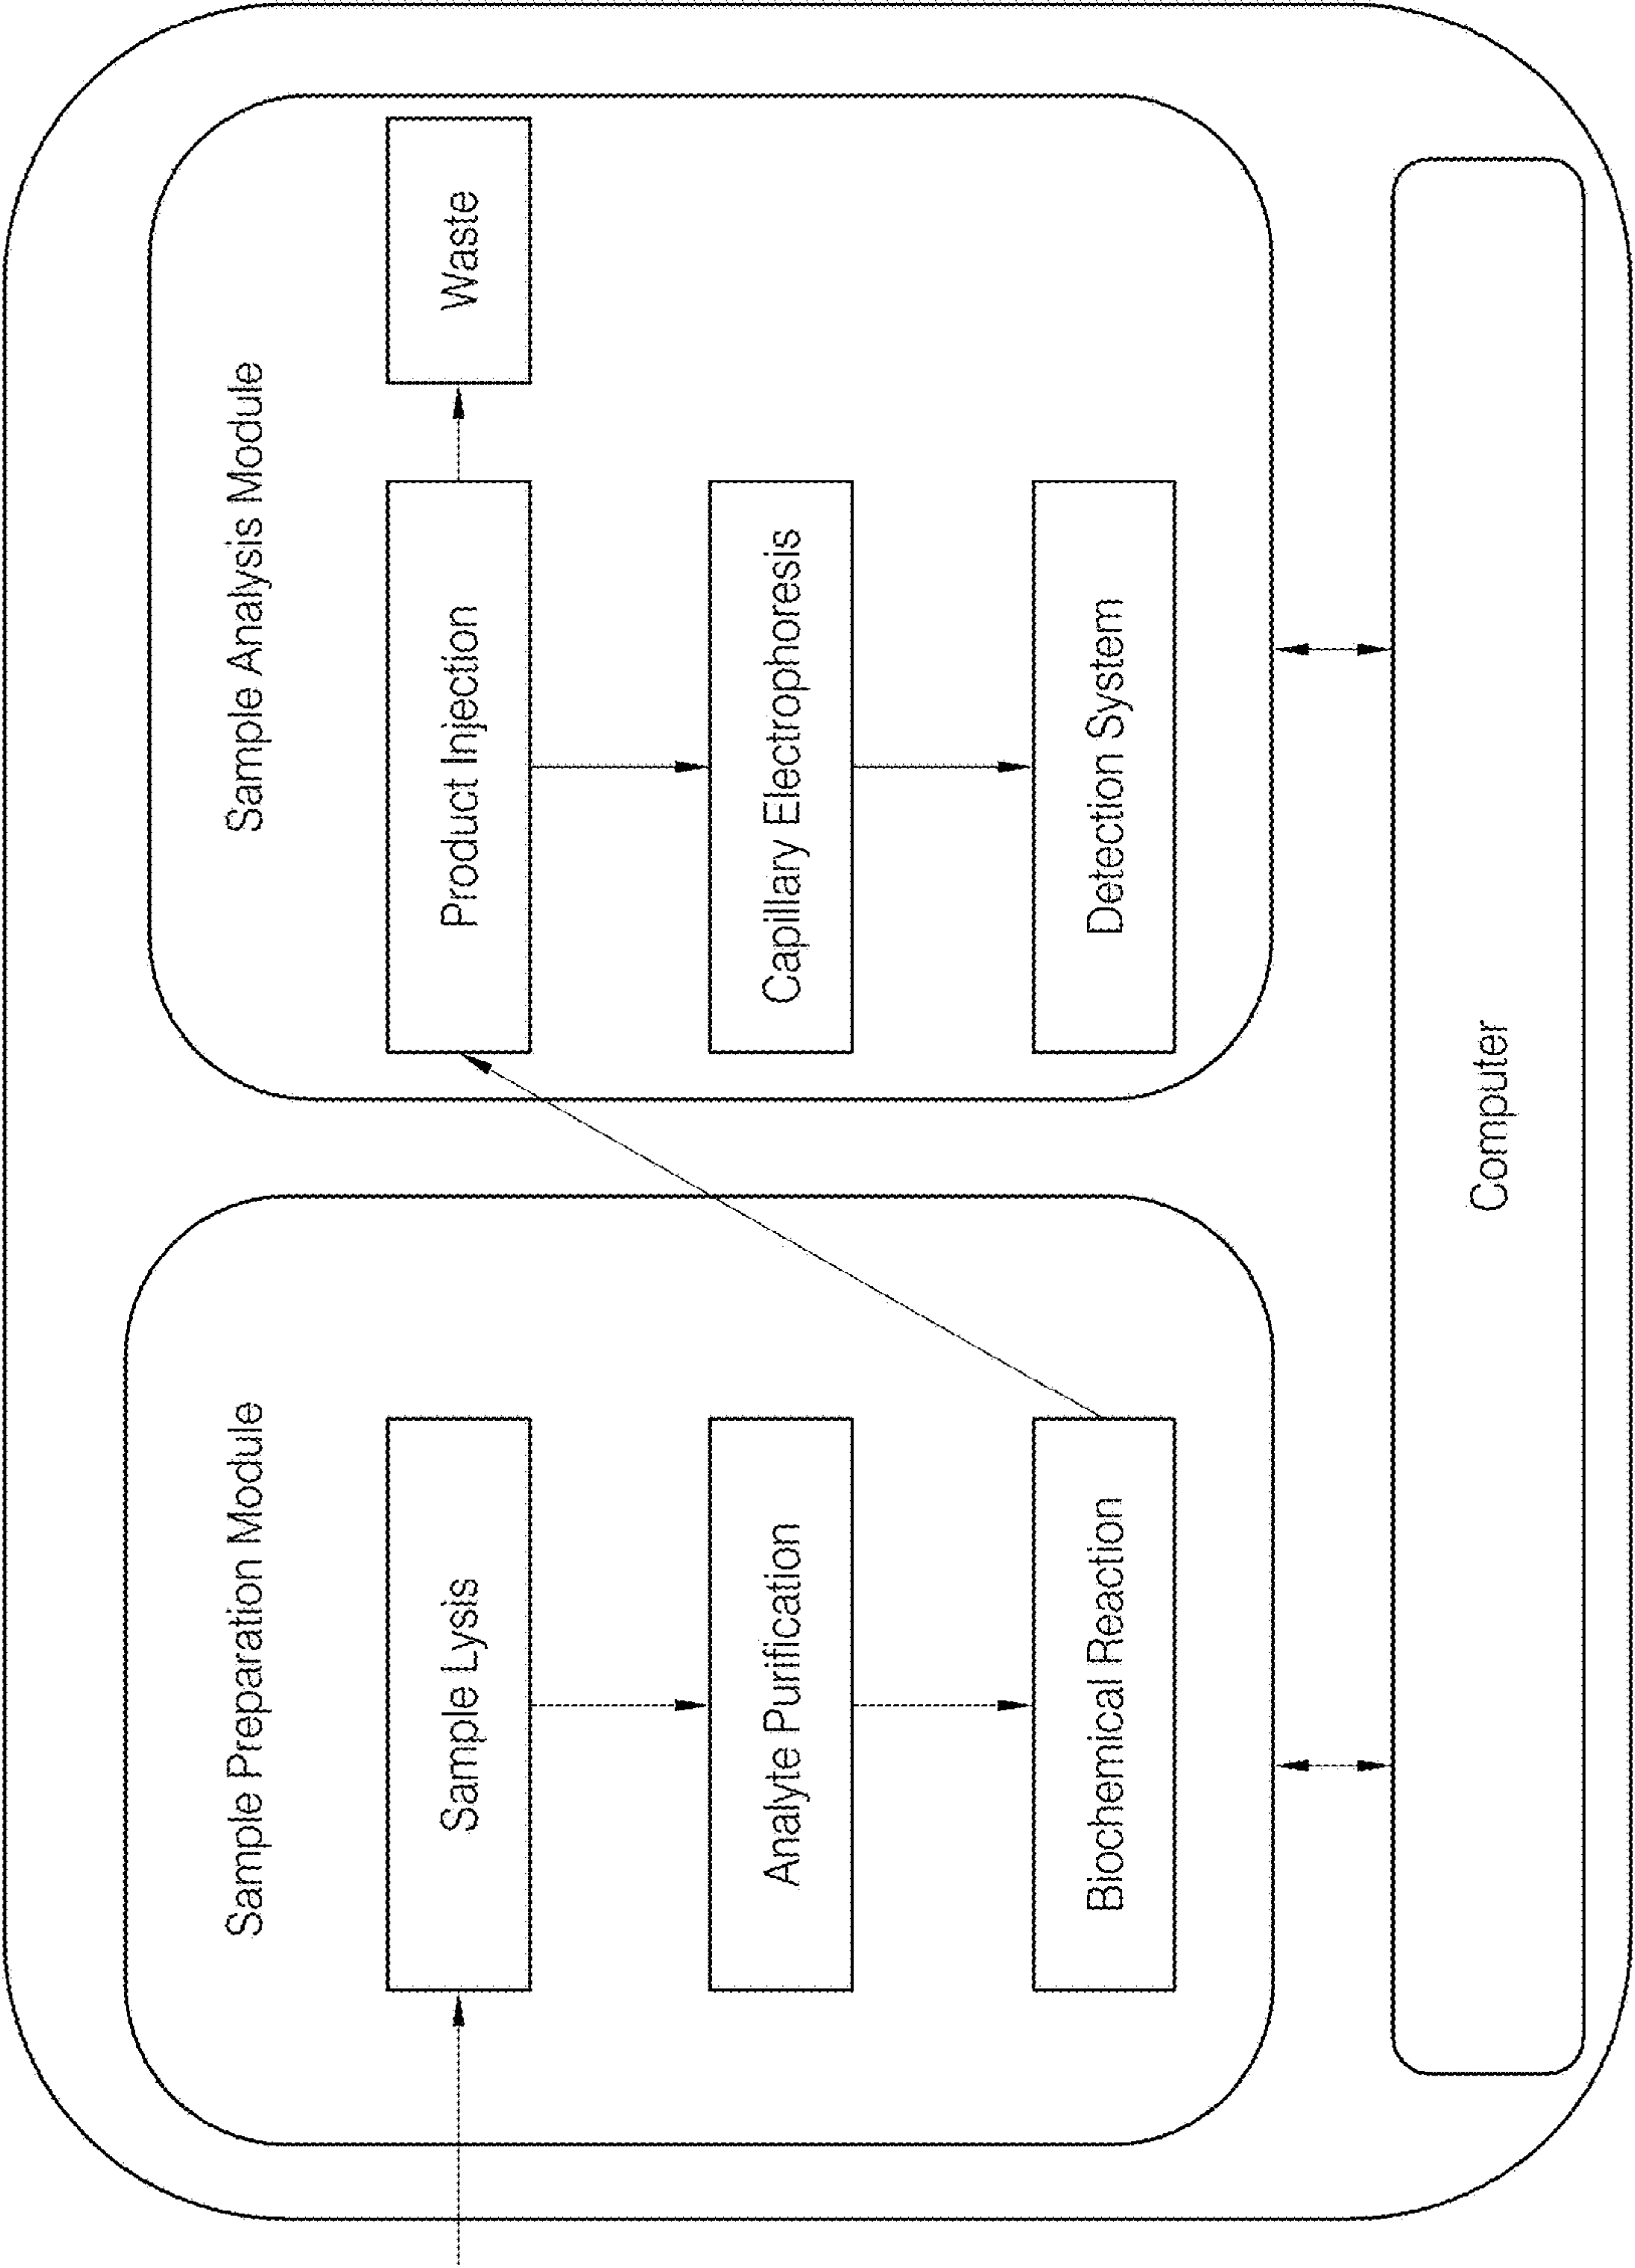 Sample Preparation Module
Sample Lysis
Analyte Purification
Biochemical Reaction
Sample Analysis Module
Product Injection
Waste
Capillary Electrophoresis
Detection System
Computer